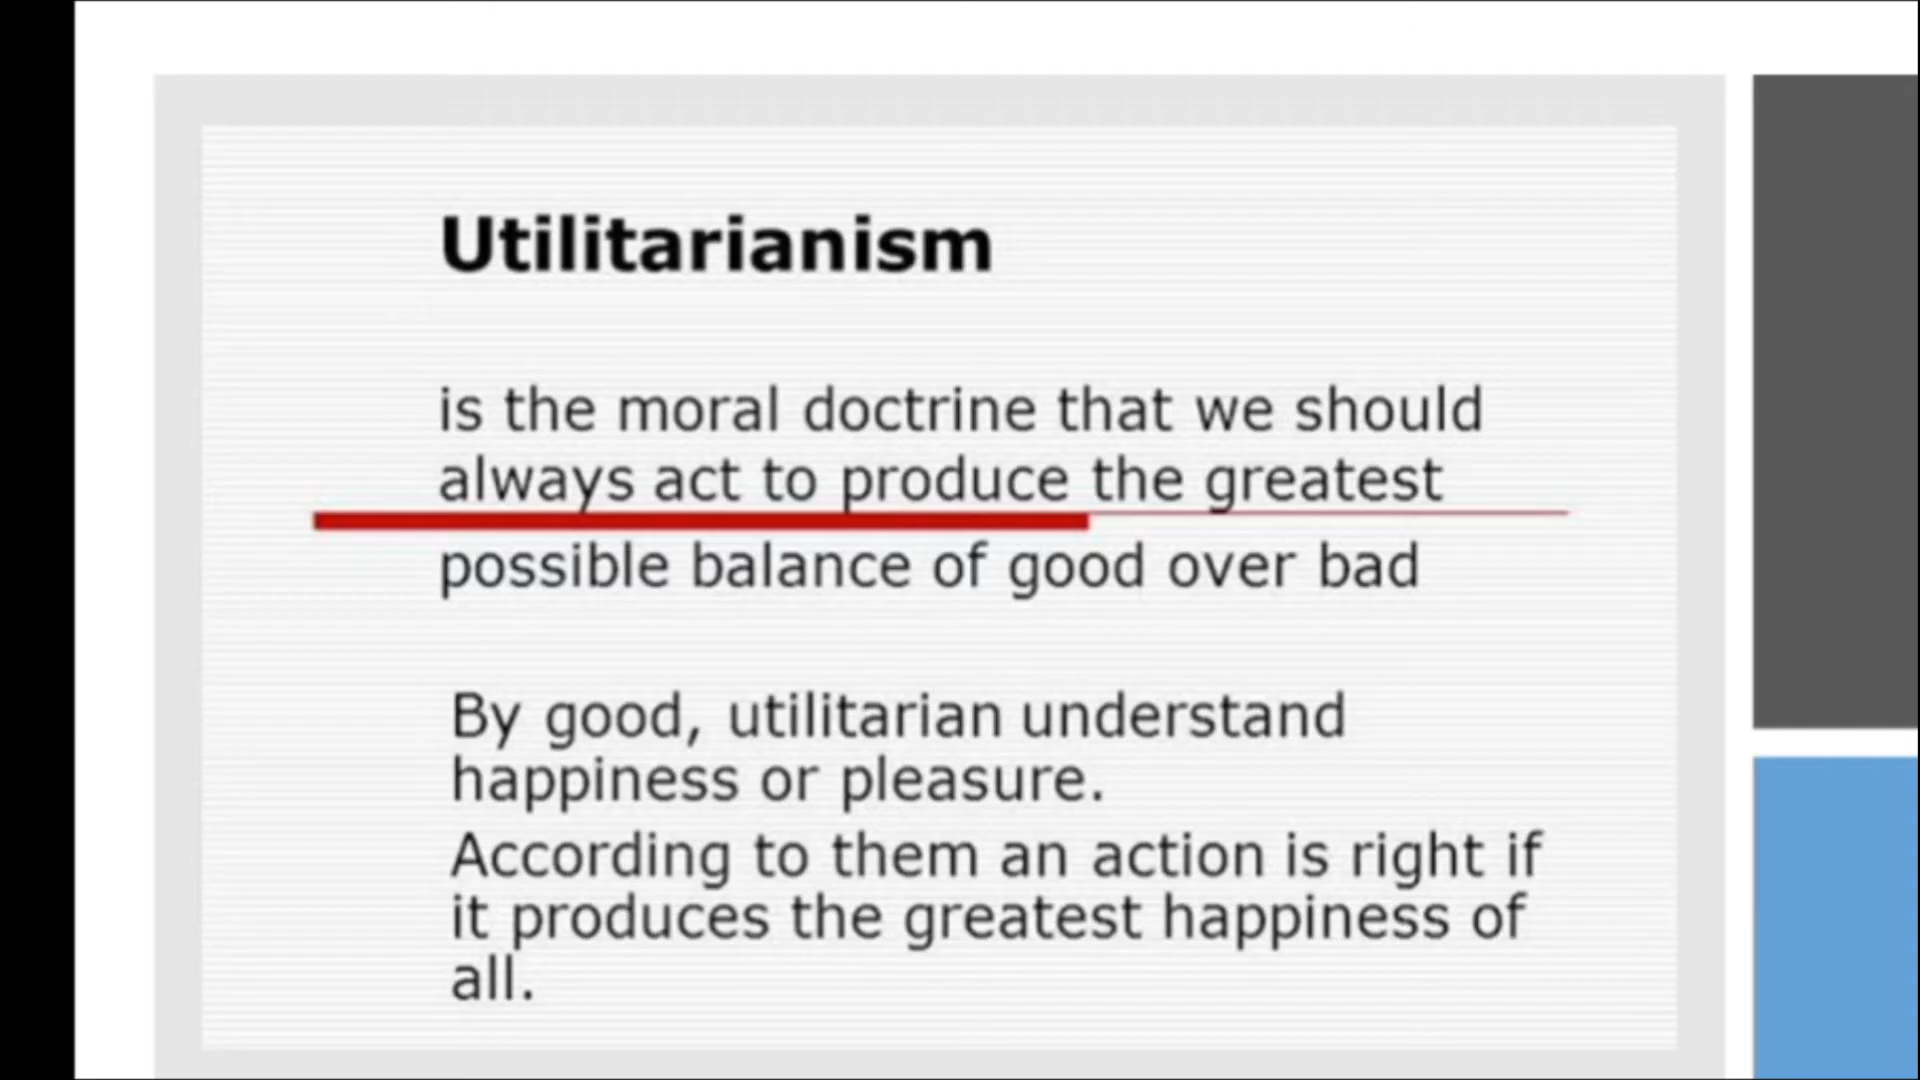 Utilitarianism
is the moral doctrine that we should
always act to produce the greatest
possible balance of good over bad
By good, utilitarian understand
happiness or pleasure.
According to them an action is right if
it produces the greatest happiness of
all.